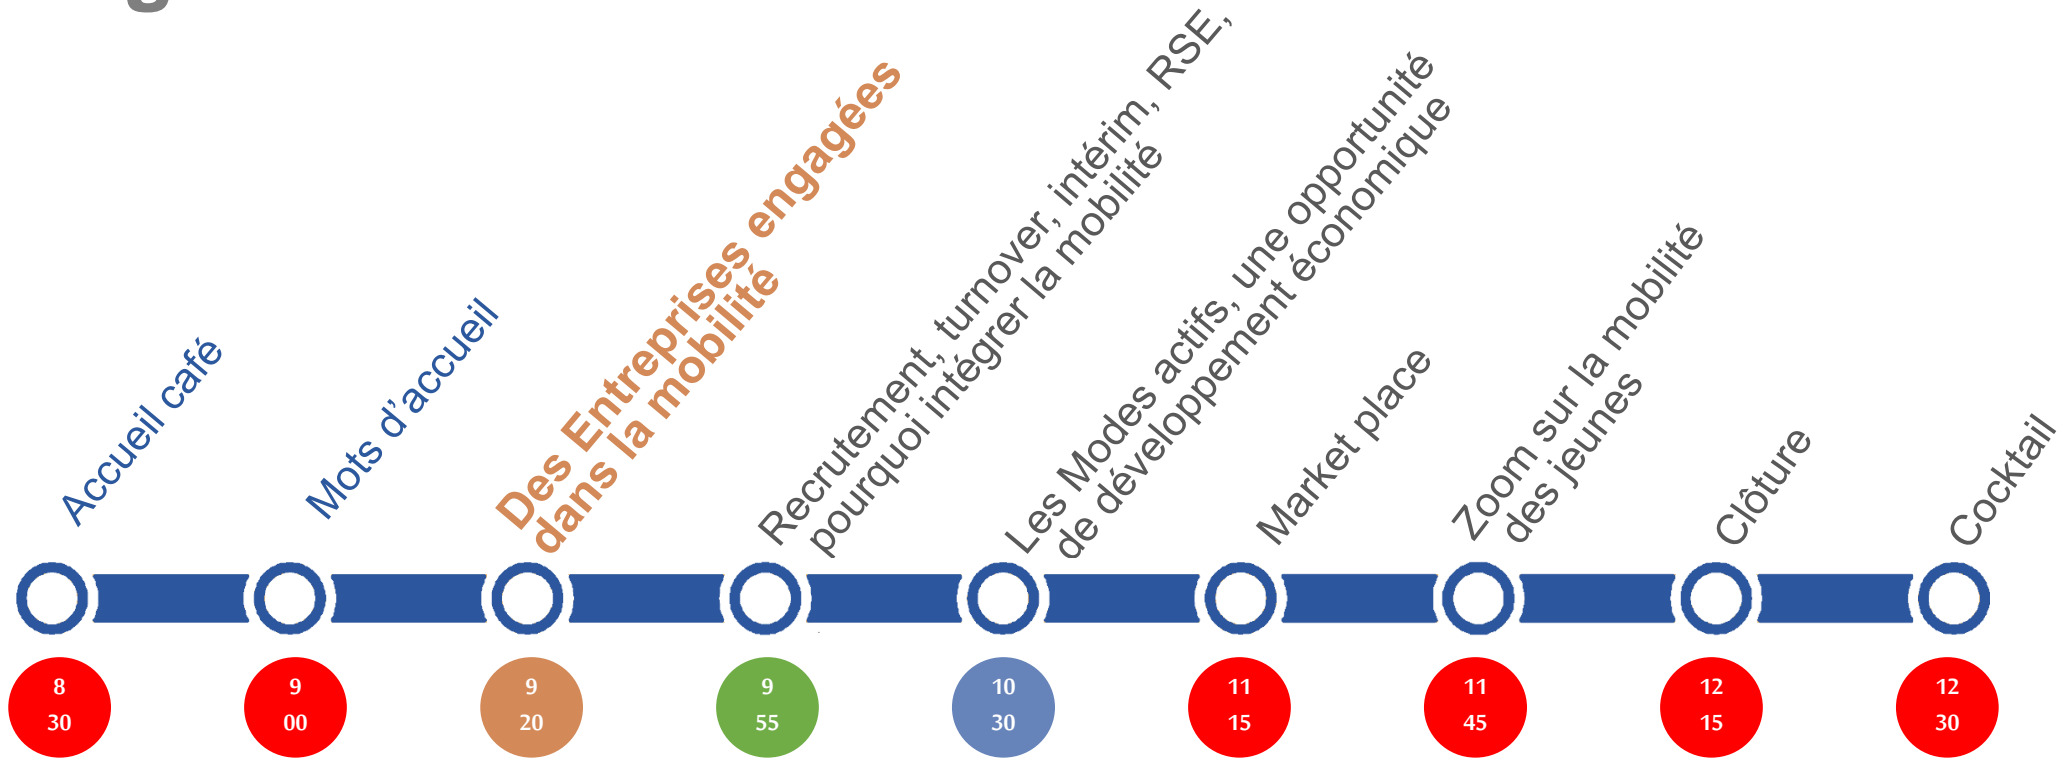 Accueil café
Mots d'accueil
Des Entreprises engagées
dans la mobilité
Recrutement, turnover, intérim, RSE,
pourquoi intégrer la mobilité
Les Modes actifs, une opportunité
de développement économique
Market place
Zoom sur la mobilité
des jeunes
Clôture
Cocktail
8
30
9
00
9
20
9
55
10
30
11
15
11
45
12
15
12
30